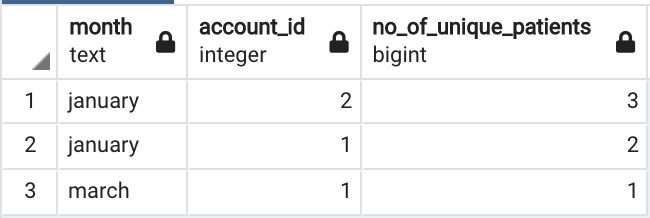 month account_id no_of_unique_patients
text integer bigint
1 january 2 3
2 january 1 2
3 march 1 1